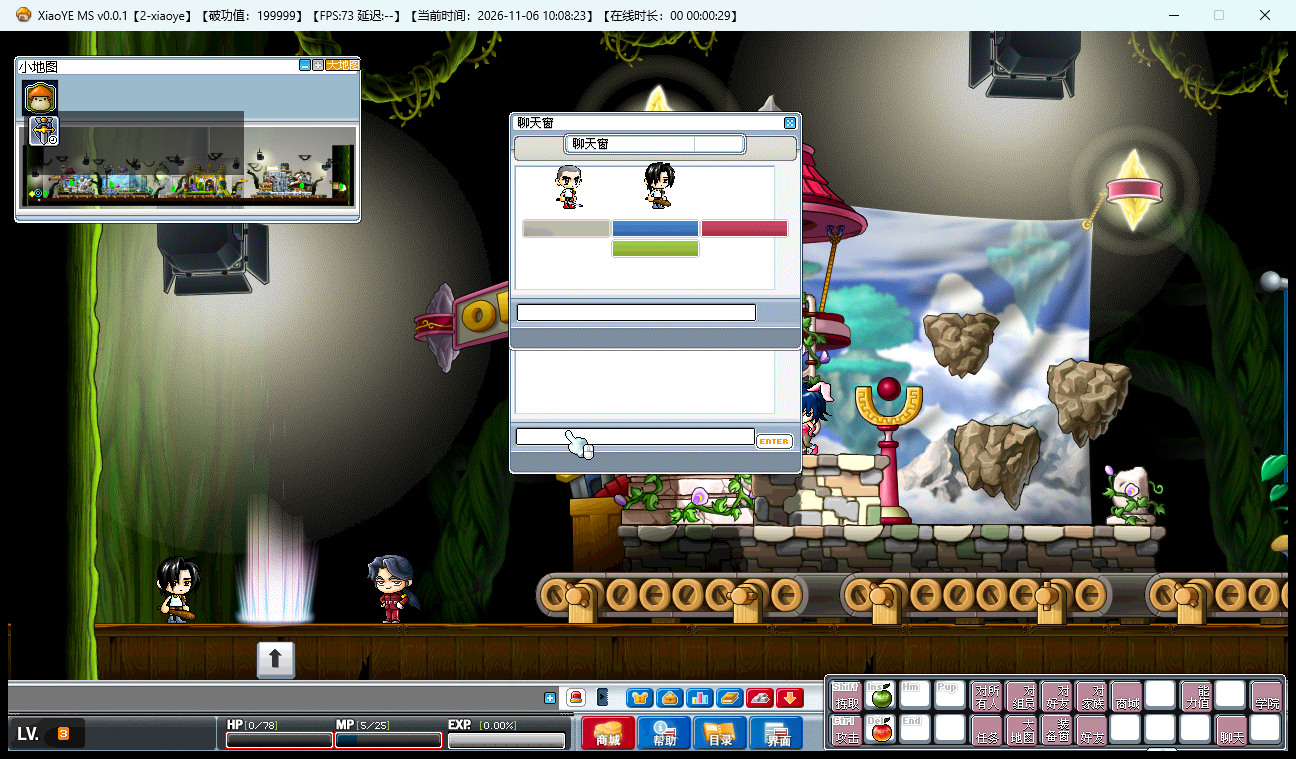 XiaoYE MS v0.0.1【2-xiaoye】【破功值：199999】【FPS:73 延迟:--】【当前时间：2026-11-06 10:08:23】【在线时长：00 00:00:29】
小地图
大地图
聊天窗
聊天窗
ENTER
LV. 3
HP[0/78]
MP[5/25]
EXP. [0.00%]
商城
帮助
目录
界面
Shift 拣取
Ins
Hm
Pup
对所有人
对组员
对好友
对家族
商城
能力值
学院
Ctrl 攻击
Del
End
任务
大地图
装备窗
好友
聊天